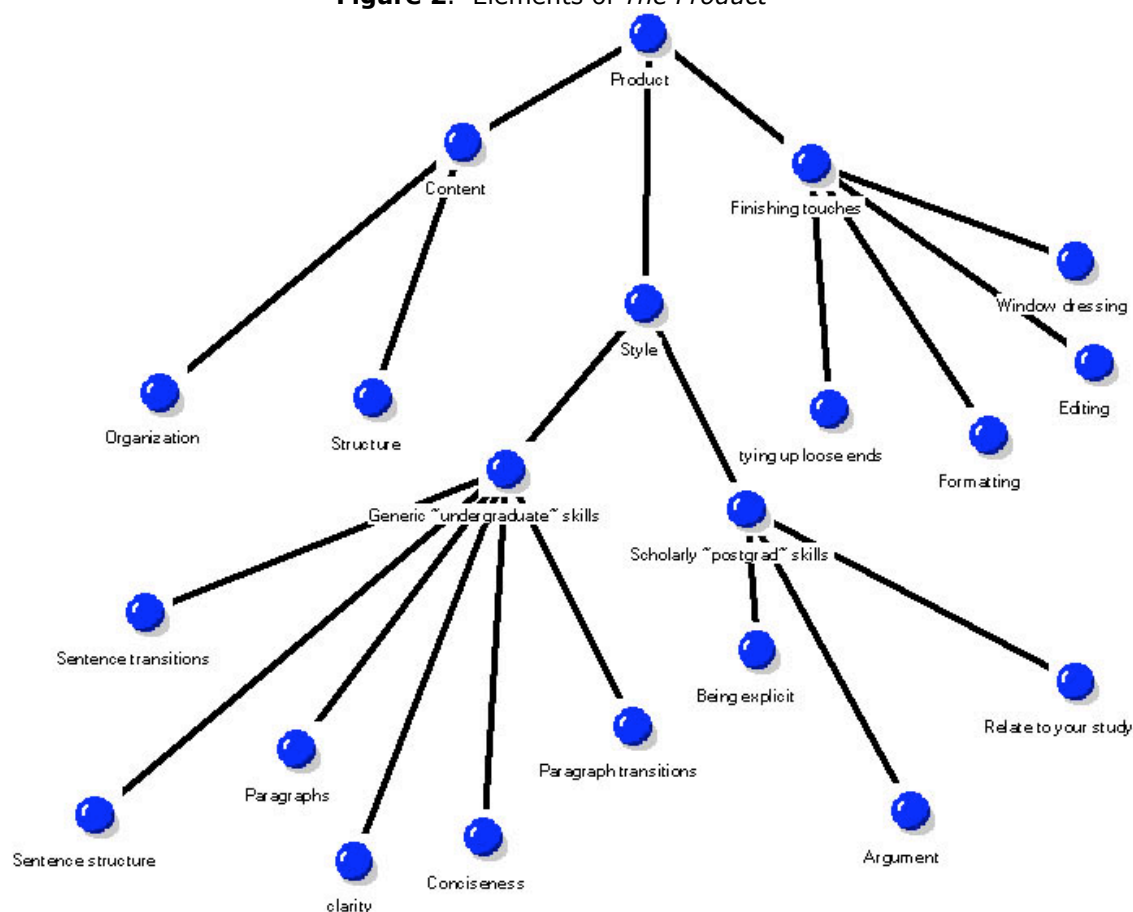 Figure 2. Elements of The Product
Product
Content
Finishing touches
Window dressing
Style
Editing
Organization
Structure
tying up loose ends
Formatting
Generic ~undergraduate~ skills
Scholarly ~postgrad~ skills
Sentence transitions
Being explicit
Relate to your study
Paragraphs
Paragraph transitions
Sentence structure
Conciseness
Argument
clarity